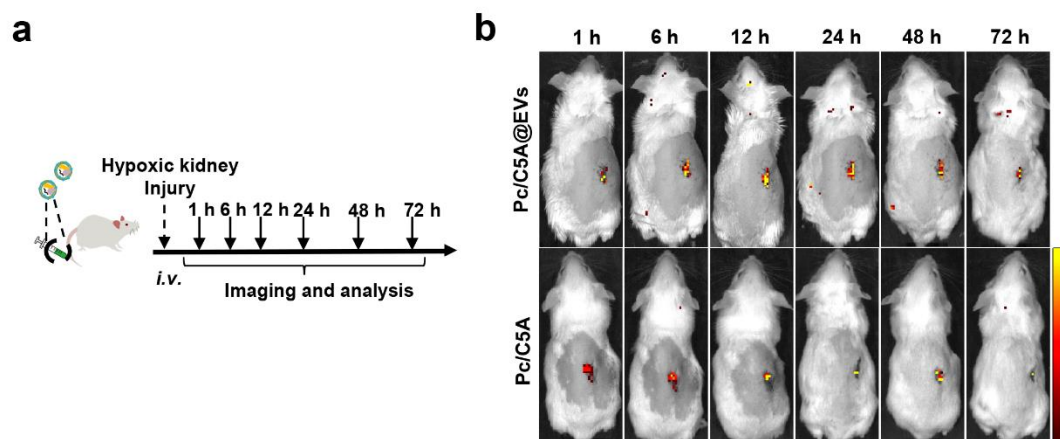 a
Hypoxic kidney
Injury
1 h 6 h 12 h 24 h 48 h 72 h
i.v.
Imaging and analysis
b
1 h 6 h 12 h 24 h 48 h 72 h
Pc/C5A@EVs
Pc/C5A